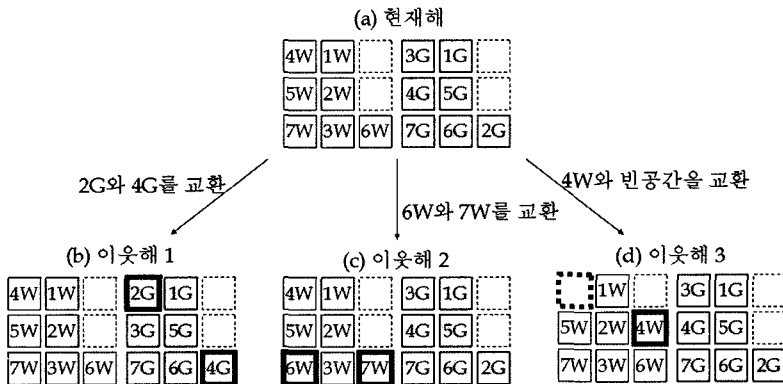 (a) 현재해
4W 1W 3G 1G
5W 2W 4G 5G
7W 3W 6W 7G 6G 2G
2G와 4G를 교환
6W와 7W를 교환
4W와 빈공간을 교환
(b) 이웃해 1
4W 1W 2G 1G
5W 2W 3G 5G
7W 3W 6W 7G 6G 4G
(c) 이웃해 2
4W 1W 3G 1G
5W 2W 4G 5G
6W 3W 7W 7G 6G 2G
(d) 이웃해 3
1W 3G 1G
5W 2W 4W 4G 5G
7W 3W 6W 7G 6G 2G